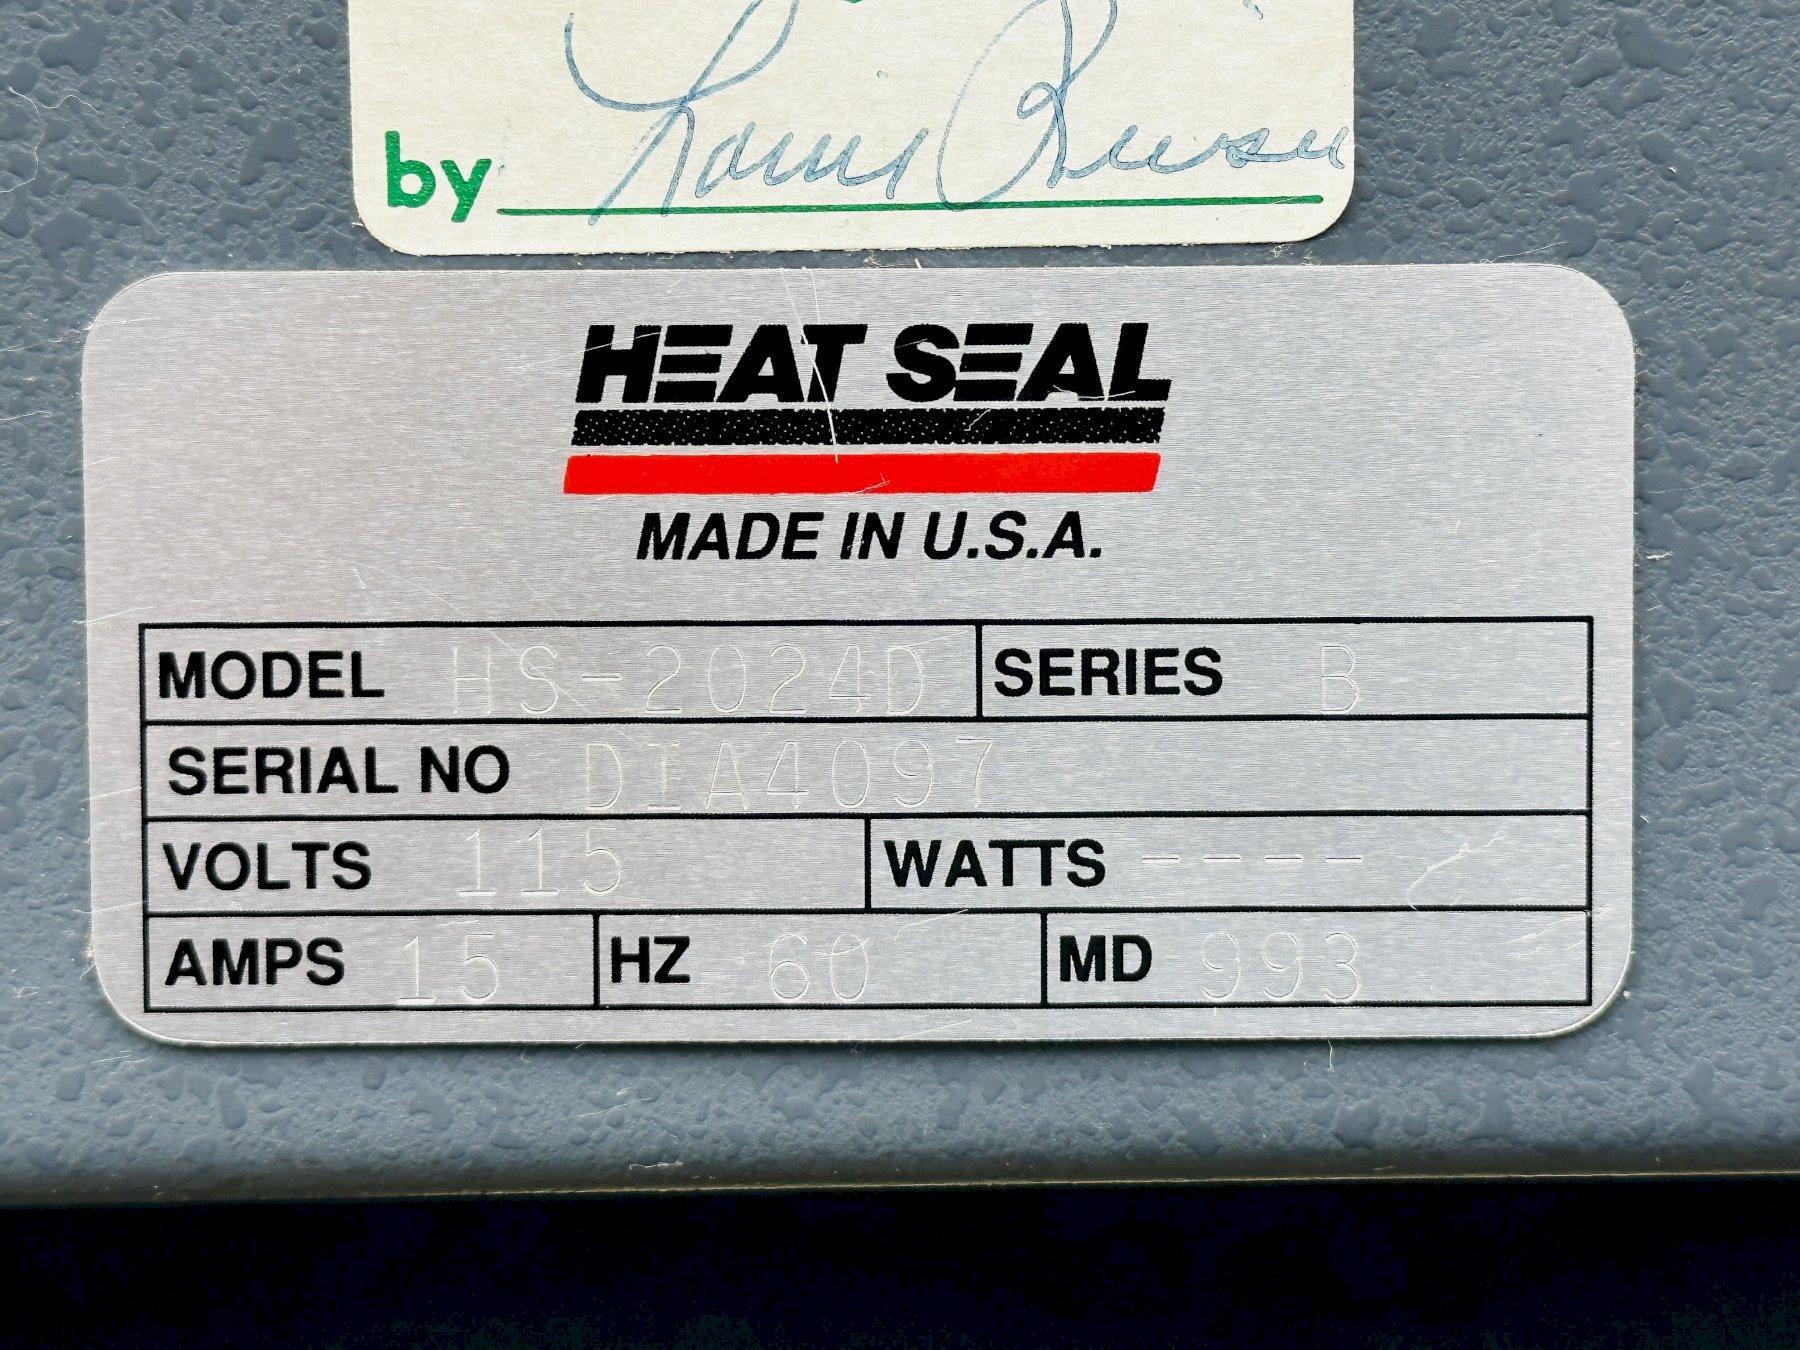 by
HEAT SEAL
MADE IN U.S.A.
MODEL HS-2024D SERIES B
SERIAL NO DIA4097
VOLTS 115 WATTS ----
AMPS 15 HZ 60 MD 993